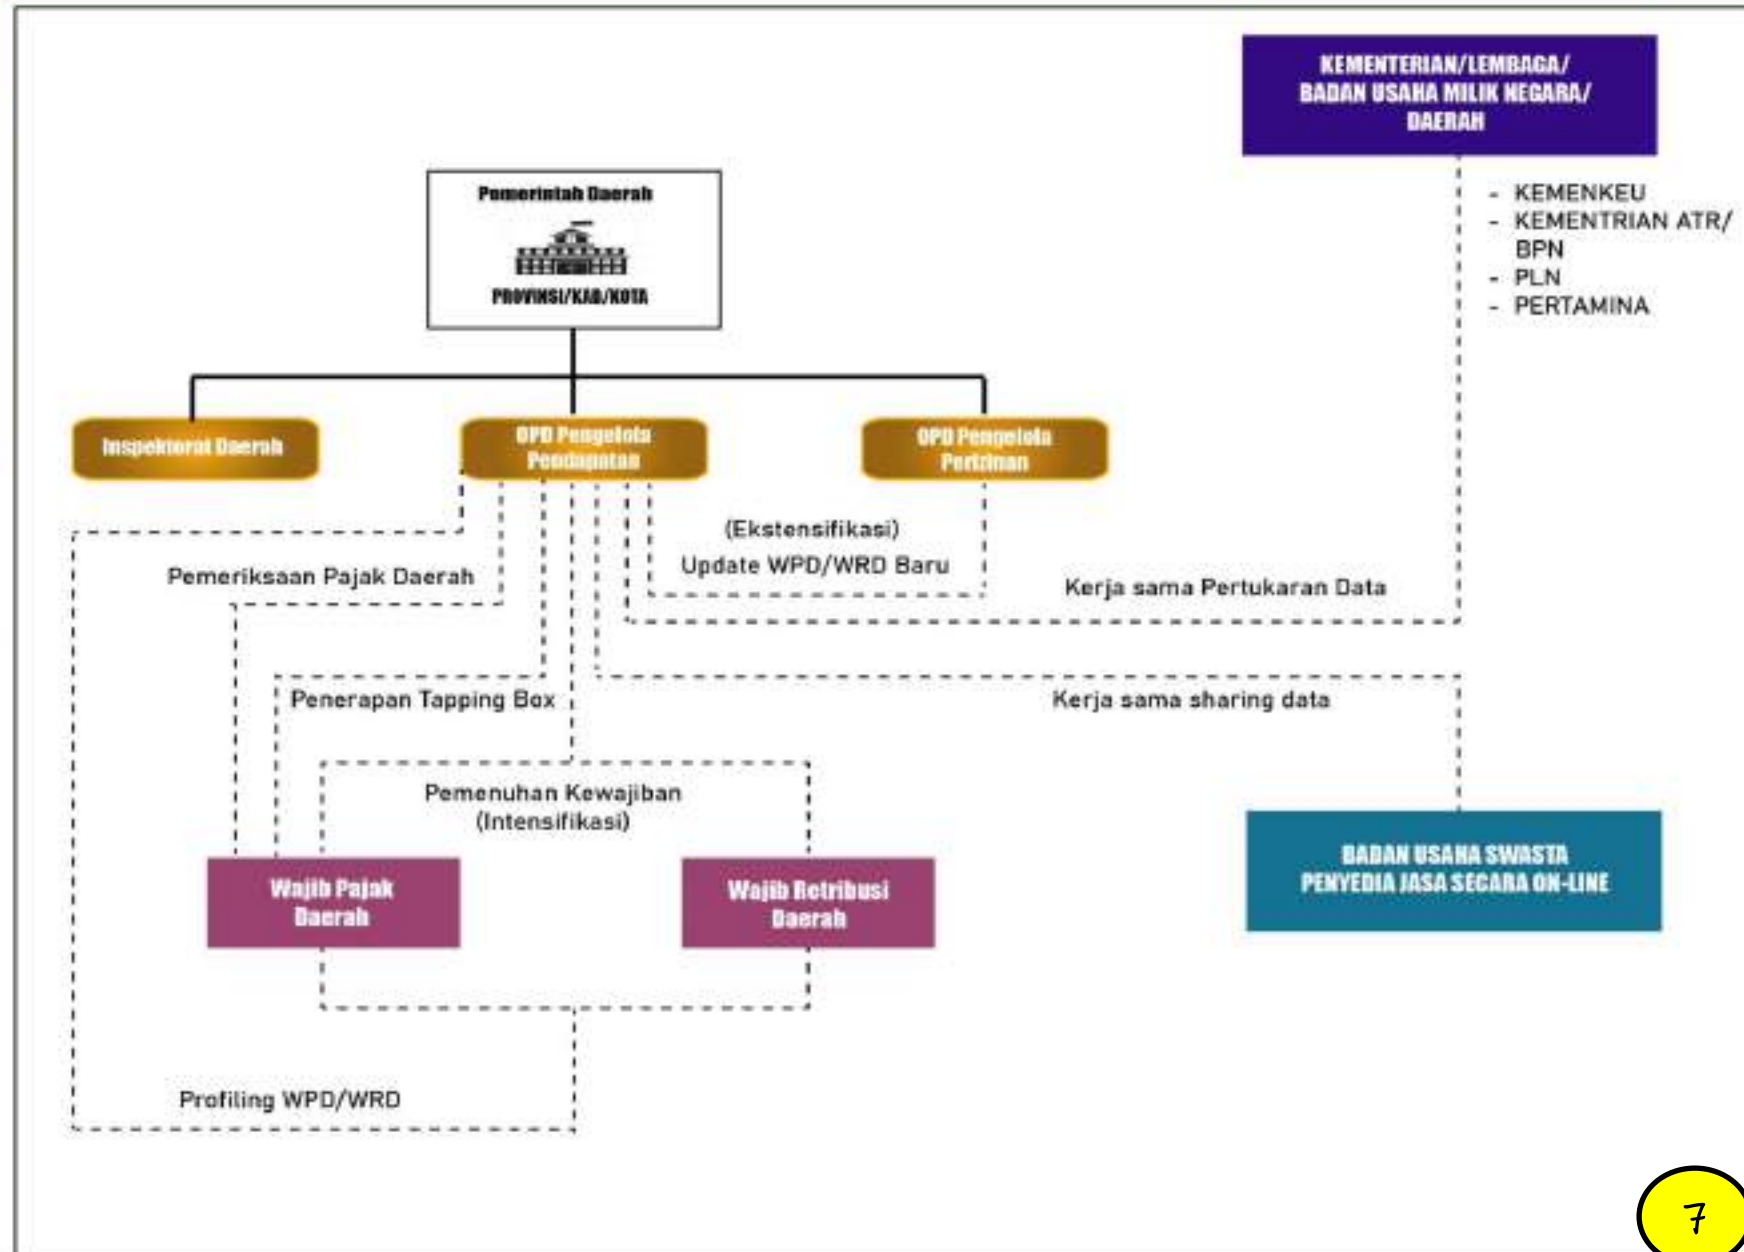 KEMENTERIAN/LEMBAGA/
BADAN USAHA MILIK NEGARA/
DAERAH
- KEMENKEU
- KEMENTRIAN ATR/
BPN
- PLN
- PERTAMINA
Pemerintah Daerah
PROVINSI/KAB/KOTA
Inspektorat Daerah
OPD Pengelola
Pendapatan
OPD Pengelola
Perizinan
(Ekstensifikasi)
Update WPD/WRD Baru
Pemeriksaan Pajak Daerah
Kerja sama Pertukaran Data
Penerapan Tapping Box
Kerja sama sharing data
Pemenuhan Kewajiban
(Intensifikasi)
Wajib Pajak
Daerah
Wajib Retribusi
Daerah
BADAN USAHA SWASTA
PENYEDIA JASA SECARA ON-LINE
Profiling WPD/WRD
7